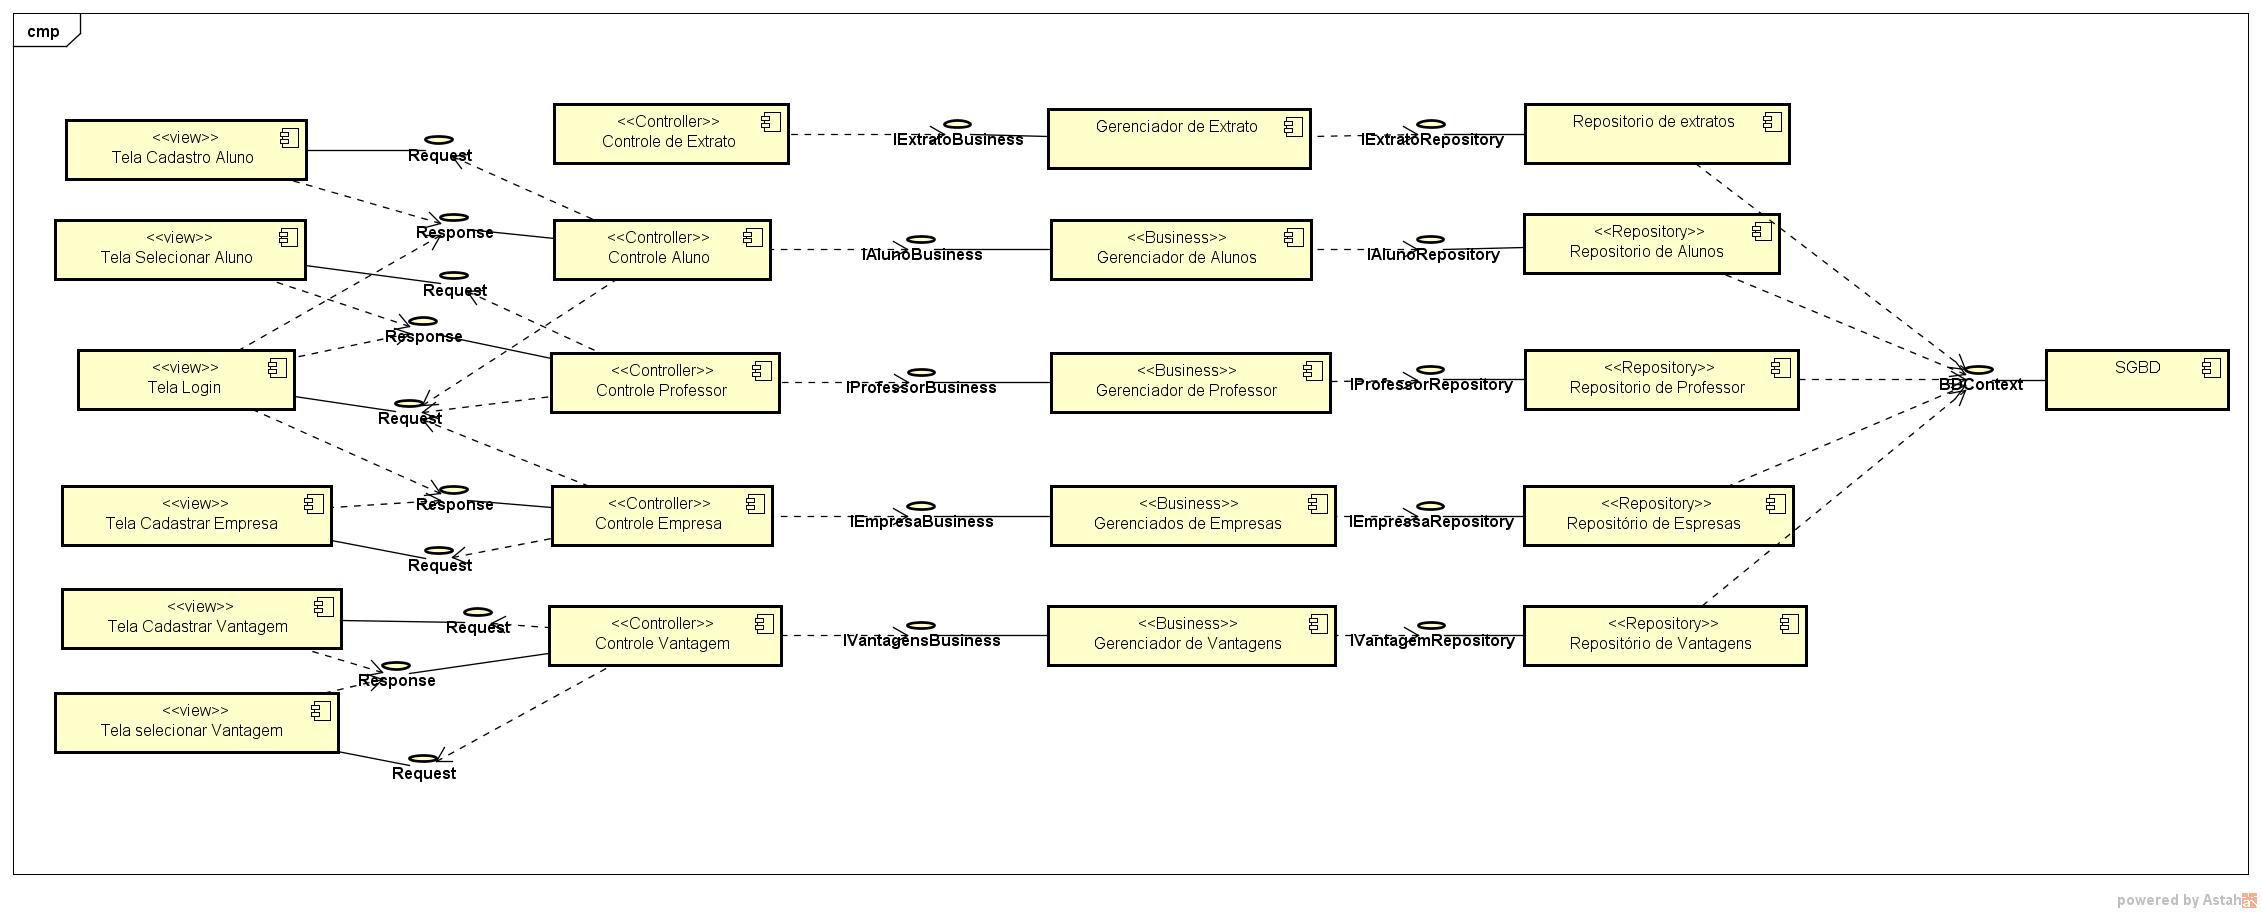 cmp
<<view>>
Tela Cadastro Aluno
Request
<<Controller>>
Controle de Extrato
IExtratoBusiness
Gerenciador de Extrato
IExtratoRepository
Repositorio de extratos
<<view>>
Tela Selecionar Aluno
Response
Request
<<Controller>>
Controle Aluno
IAlunoBusiness
<<Business>>
Gerenciador de Alunos
IAlunoRepository
<<Repository>>
Repositorio de Alunos
<<view>>
Tela Login
Response
Request
<<Controller>>
Controle Professor
IProfessorBusiness
<<Business>>
Gerenciador de Professor
IProfessorRepository
<<Repository>>
Repositorio de Professor
BDContext
SGBD
<<view>>
Tela Cadastrar Empresa
Response
Request
<<Controller>>
Controle Empresa
IEmpresaBusiness
<<Business>>
Gerenciados de Empresas
IEmpressaRepository
<<Repository>>
Repositório de Espresas
<<view>>
Tela Cadastrar Vantagem
Request
Response
<<Controller>>
Controle Vantagem
IVantagensBusiness
<<Business>>
Gerenciador de Vantagens
IVantagemRepository
<<Repository>>
Repositório de Vantagens
<<view>>
Tela selecionar Vantagem
Request
powered by Astah